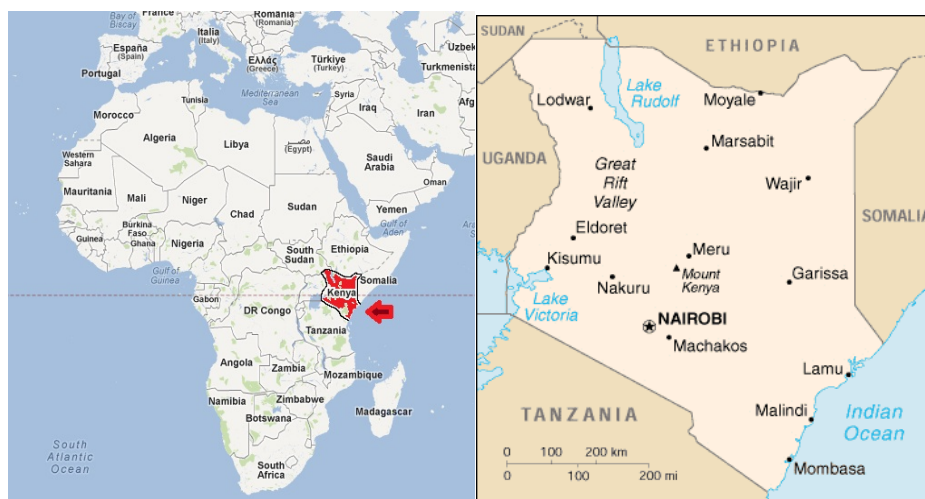 Bay of
Biscay
France
(France)
Romania
(Romania)
Italia
(Italy)
España
(Spain)
Portugal
Ελλάς
(Greece)
Türkiye
(Turkey)
Uzbek
Turkmenista
Mediterranean
Sea
Tunisia
Syria
Iraq
Iran
Afg
Morocco
Algeria
Libya
(Egypt)
Western
Sahara
Saudi
Arabia
Oman
Mauritania
Mali
Niger
Chad
Sudan
Yemen
Gulf of
Aden
Burkina
Faso
Guinea
Ghana
Nigeria
South
Sudan
Ethiopia
Somalia
Gulf of
Guinea
Gabon
Kenya
DR Congo
Tanzania
Angola
Zambia
Mozambique
Namibia
Zimbabwe
Botswana
Madagascar
South
Atlantic
Ocean
South
Africa
SUDAN
ETHIOPIA
Lake
Rudolf
Lodwar
Moyale
Marsabit
UGANDA
Great
Rift
Valley
Wajir
SOMALIA
Eldoret
Kisumu
Meru
Mount
Kenya
Garissa
Nakuru
Lake
Victoria
NAIROBI
Machakos
Lamu
TANZANIA
Malindi
Indian
Ocean
Mombasa
0 100 200 km
0 100 200 mi